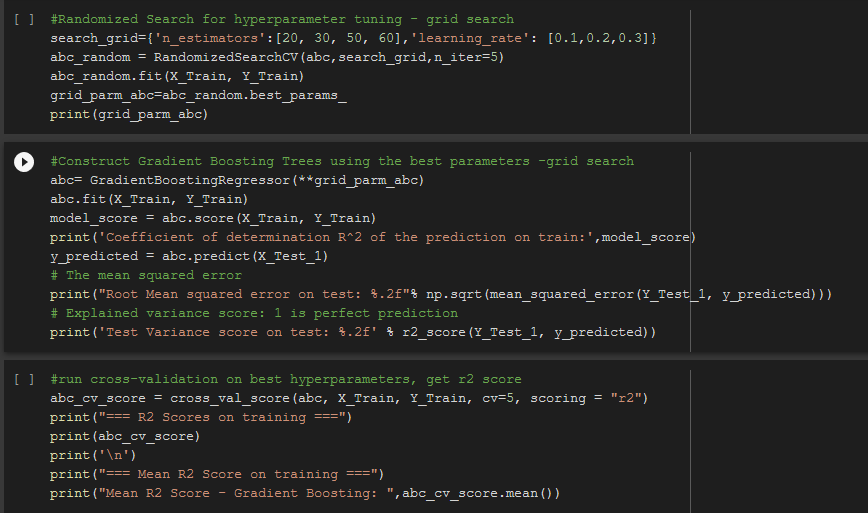 [ ] #Randomized Search for hyperparameter tuning - grid search
search_grid={'n_estimators':[20, 30, 50, 60],'learning_rate': [0.1,0.2,0.3]}
abc_random = RandomizedSearchCV(abc,search_grid,n_iter=5)
abc_random.fit(X_Train, Y_Train)
grid_parm_abc=abc_random.best_params_
print(grid_parm_abc)
#Construct Gradient Boosting Trees using the best parameters -grid search
abc= GradientBoostingRegressor(**grid_parm_abc)
abc.fit(X_Train, Y_Train)
model_score = abc.score(X_Train, Y_Train)
print('Coefficient of determination R^2 of the prediction on train:',model_score)
y_predicted = abc.predict(X_Test_1)
# The mean squared error
print("Root Mean squared error on test: %.2f"% np.sqrt(mean_squared_error(Y_Test_1, y_predicted)))
# Explained variance score: 1 is perfect prediction
print('Test Variance score on test: %.2f' % r2_score(Y_Test_1, y_predicted))
[ ] #run cross-validation on best hyperparameters, get r2 score
abc_cv_score = cross_val_score(abc, X_Train, Y_Train, cv=5, scoring = "r2")
print("=== R2 Scores on training ===")
print(abc_cv_score)
print('\n')
print("=== Mean R2 Score on training ===")
print("Mean R2 Score - Gradient Boosting: ",abc_cv_score.mean())